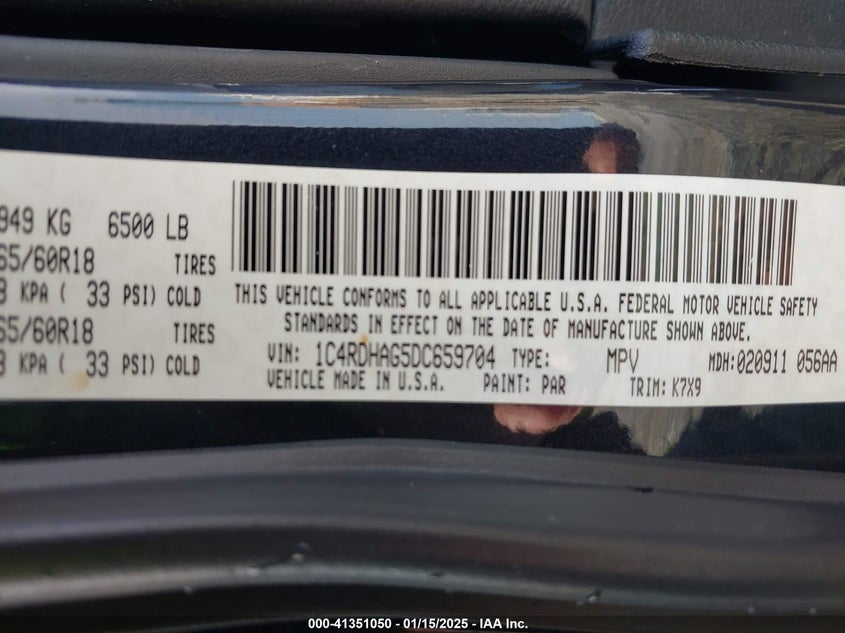 949 KG 6500 LB
65/60R18 TIRES
KPA ( 33 PSI) COLD
65/60R18 TIRES
KPA ( 33 PSI) COLD
THIS VEHICLE CONFORMS TO ALL APPLICABLE U.S.A. FEDERAL MOTOR VEHICLE SAFETY
STANDARDS IN EFFECT ON THE DATE OF MANUFACTURE SHOWN ABOVE.
VIN: 1C4RDHAG5DC659704 TYPE: MPV MDH:020911 056AA
VEHICLE MADE IN U.S.A. PAINT: PAR TRIM: K7X9
000-41351050 - 01/15/2025 - IAA Inc.